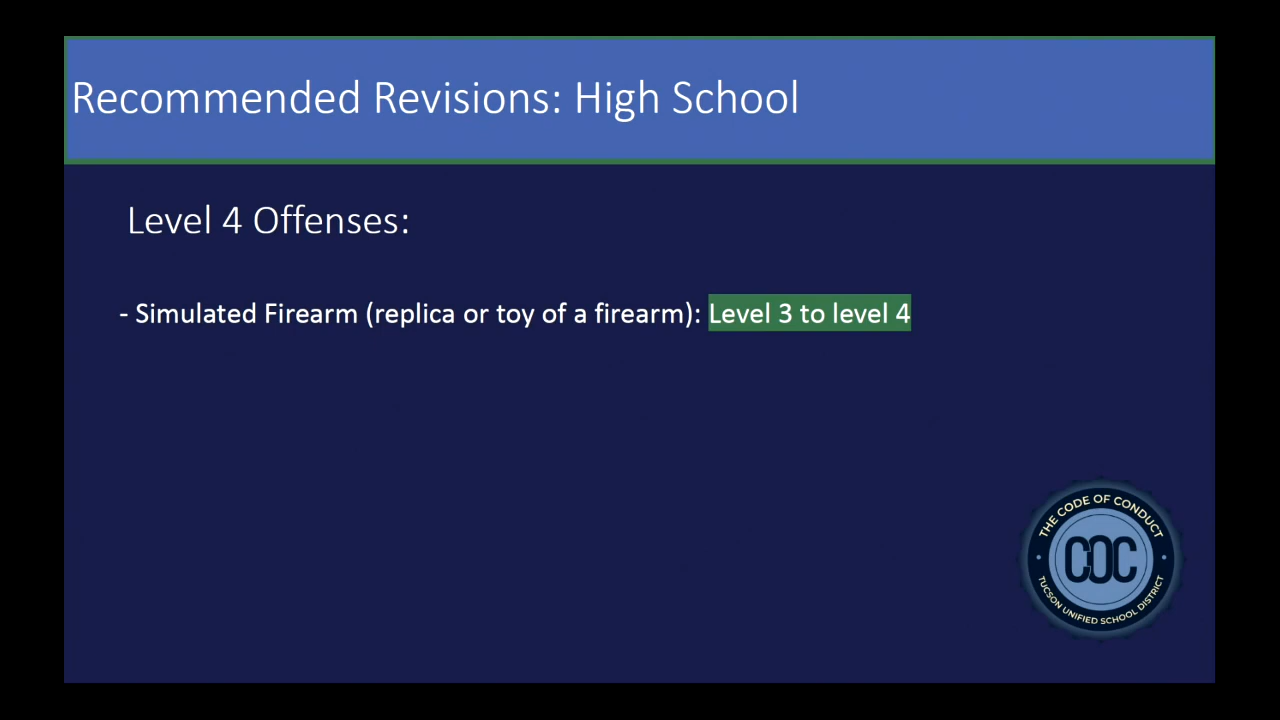 Recommended Revisions: High School
Level 4 Offenses:
- Simulated Firearm (replica or toy of a firearm): Level 3 to level 4
THE CODE OF CONDUCT
COC
TUCSON UNIFIED SCHOOL DISTRICT